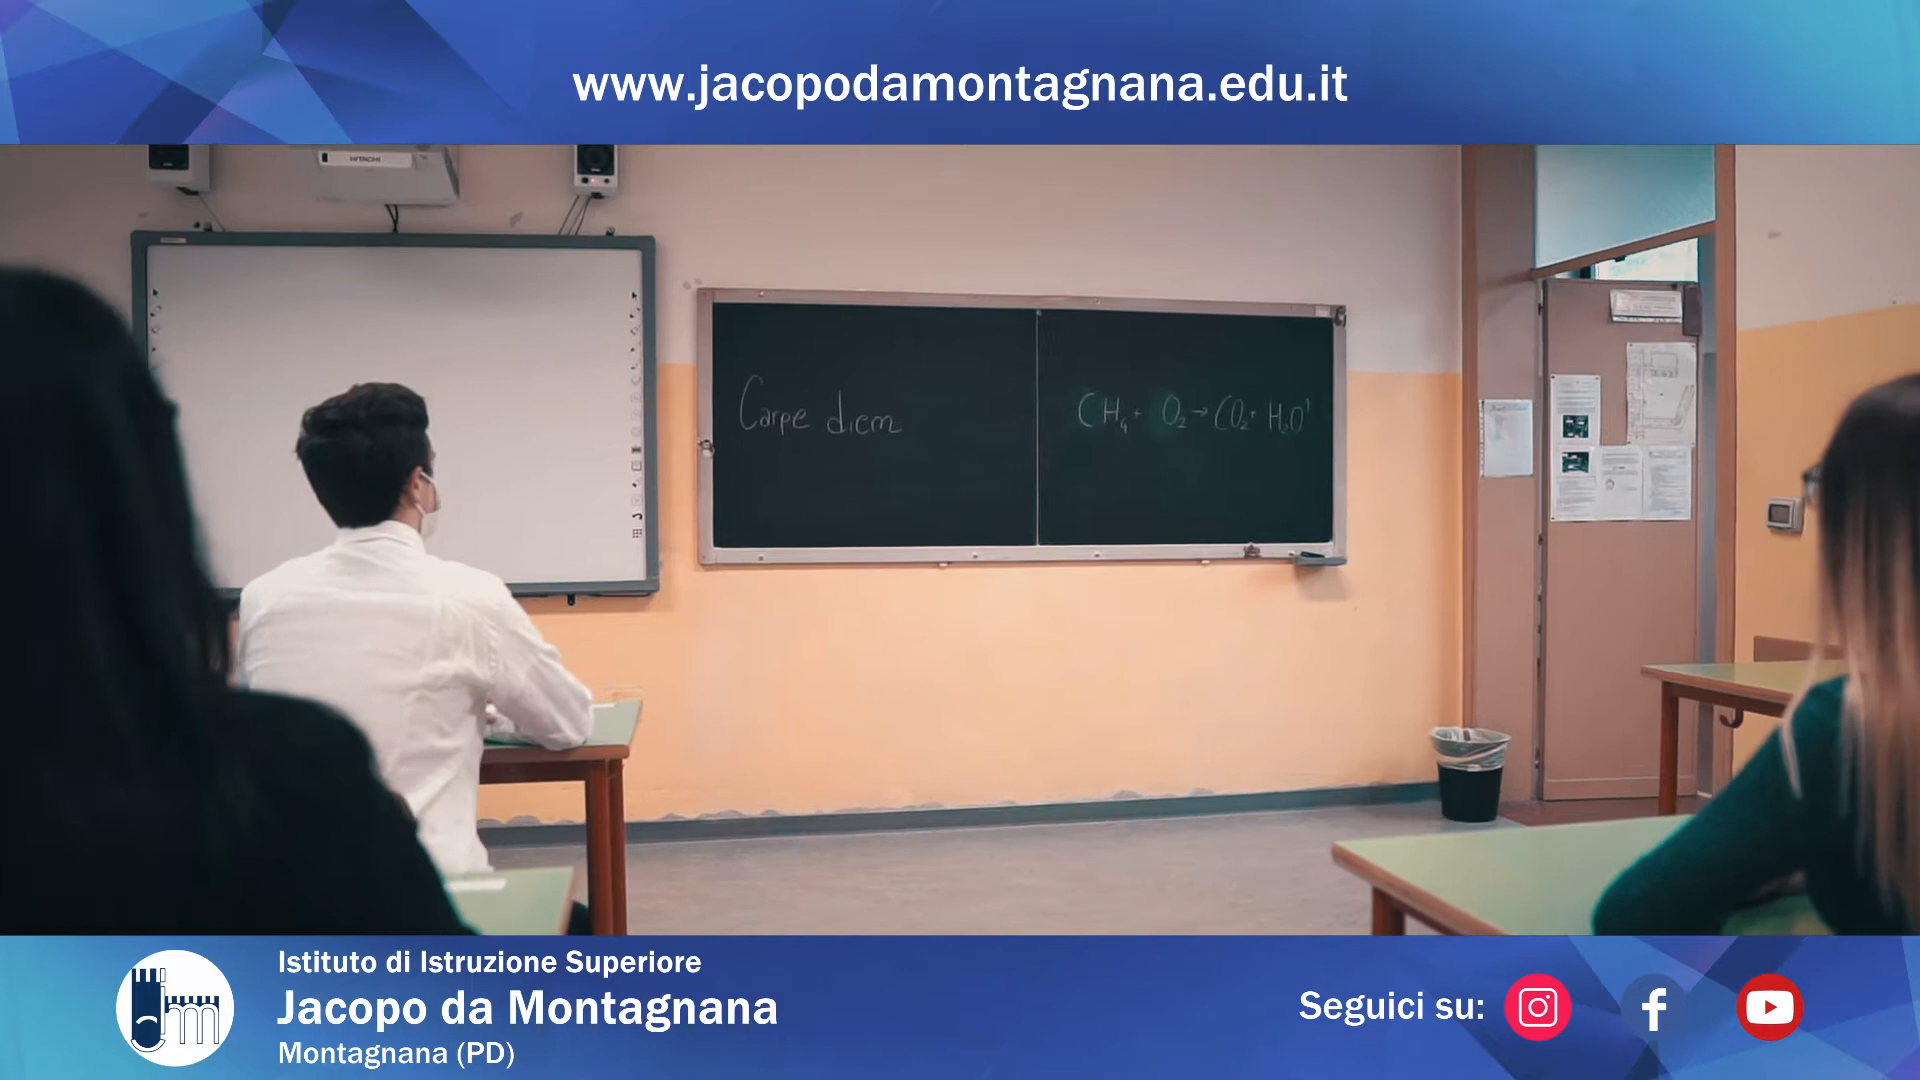 www.jacopodamontagnana.edu.it
HITACHI
Carpe diem
CH₄ + O₂ → CO₂ + H₂O
Istituto di Istruzione Superiore
Jacopo da Montagnana
Montagnana (PD)
Seguici su: